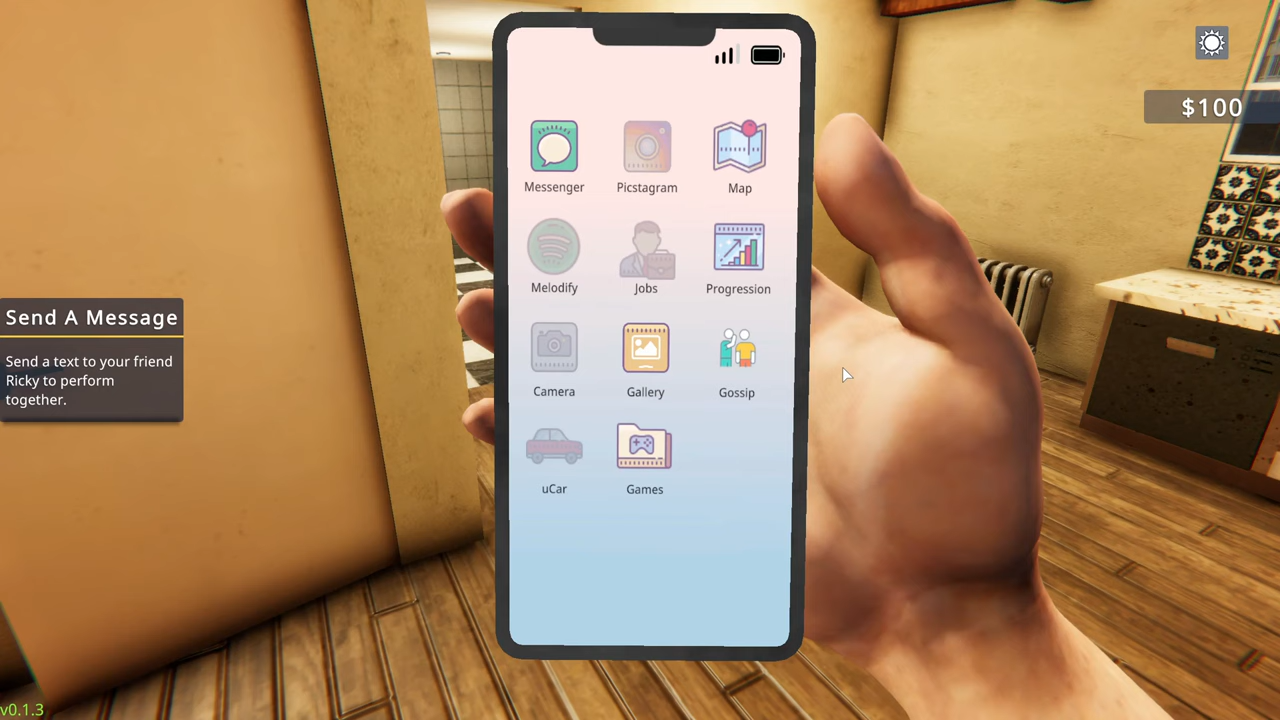 $100
Messenger
Picstagram
Map
Melodify
Jobs
Progression
Send A Message
Send a text to your friend
Ricky to perform
together.
Camera
Gallery
Gossip
uCar
Games
v0.1.3